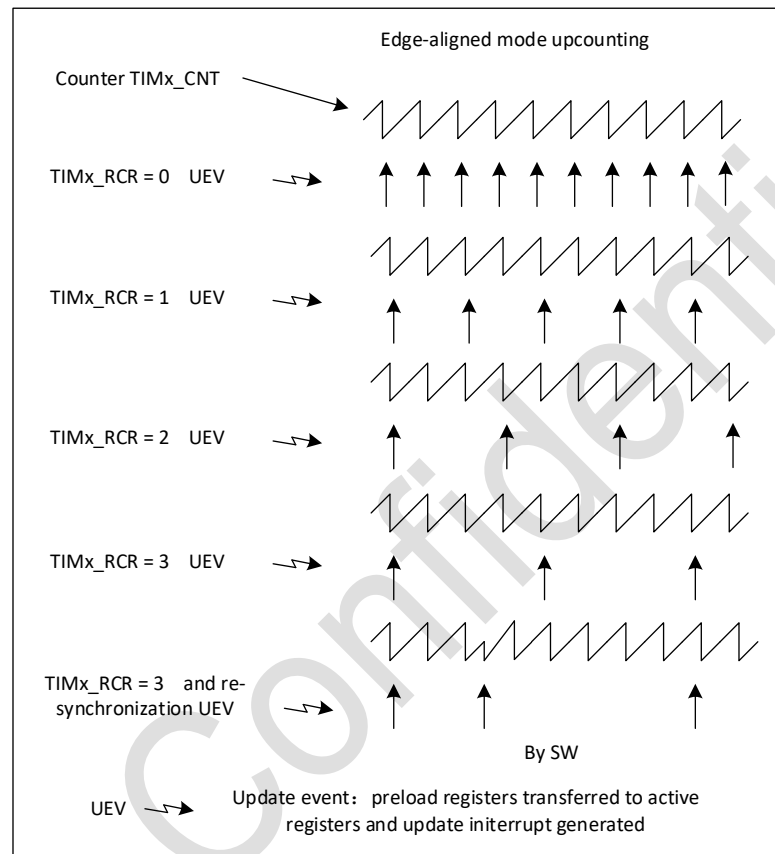 Edge-aligned mode upcounting
Counter TIMx_CNT
TIMx_RCR = 0 UEV
TIMx_RCR = 1 UEV
TIMx_RCR = 2 UEV
TIMx_RCR = 3 UEV
TIMx_RCR = 3 and re-
synchronization UEV
By SW
UEV
Update event：preload registers transferred to active
registers and update initerrupt generated
Confidenti